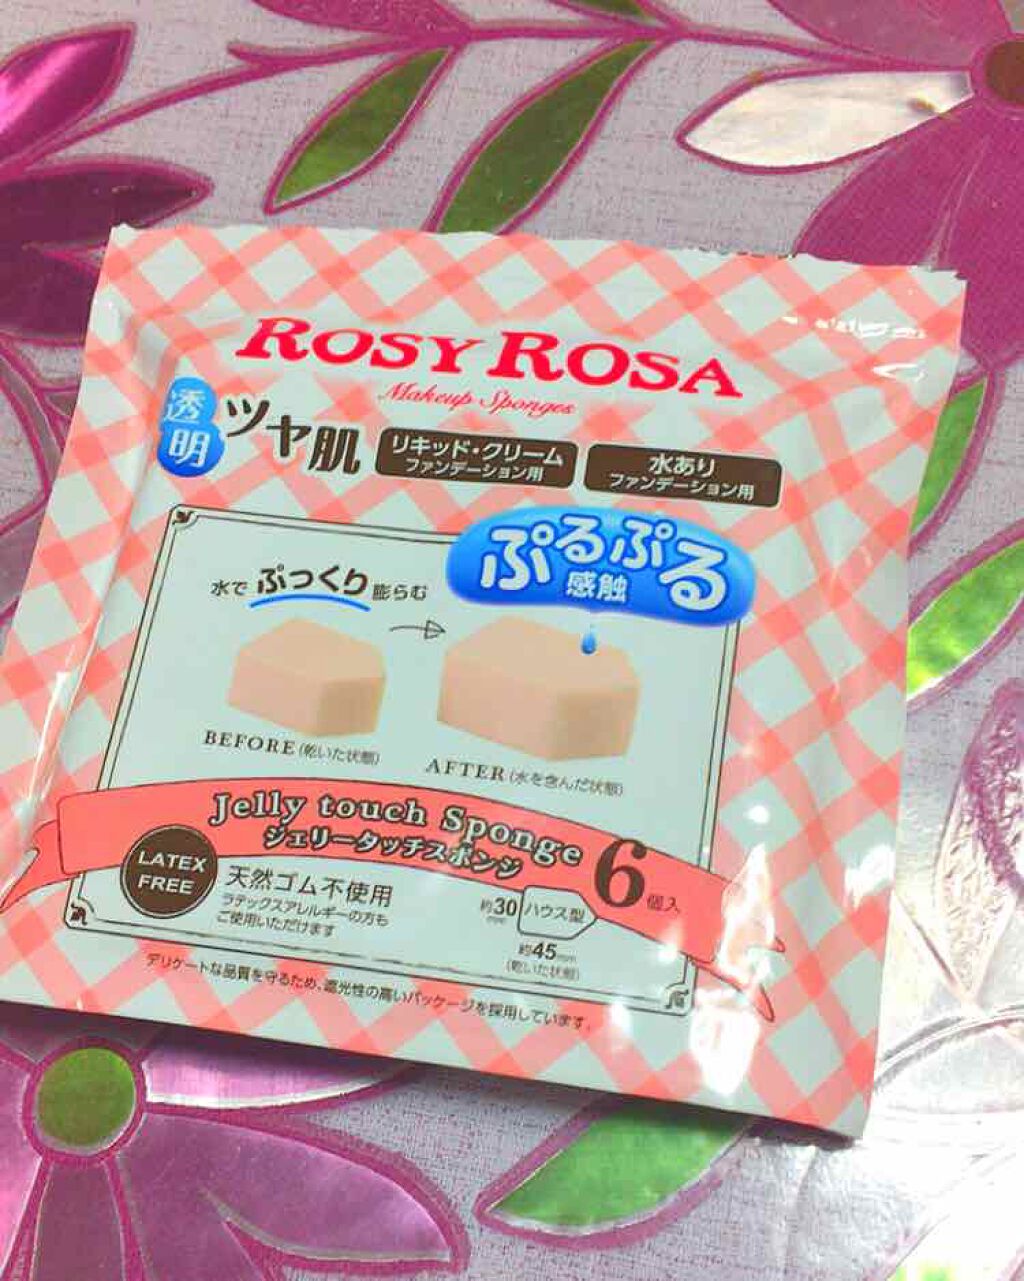 ROSY ROSA
Makeup Sponges
透明
ツヤ肌
リキッド・クリーム
ファンデーション用
水あり
ファンデーション用
ぷるぷる
感触
水でぷっくり膨らむ
BEFORE(乾いた状態)
AFTER(水を含んだ状態)
Jelly touch Sponge
ジェリータッチスポンジ
6個入
LATEX
FREE
天然ゴム不使用
ラテックスアレルギーの方も
ご使用いただけます
約30mm
ハウス型
約45mm
(乾いた状態)
デリケートな品質を守るため、遮光性の高いパッケージを採用しています。